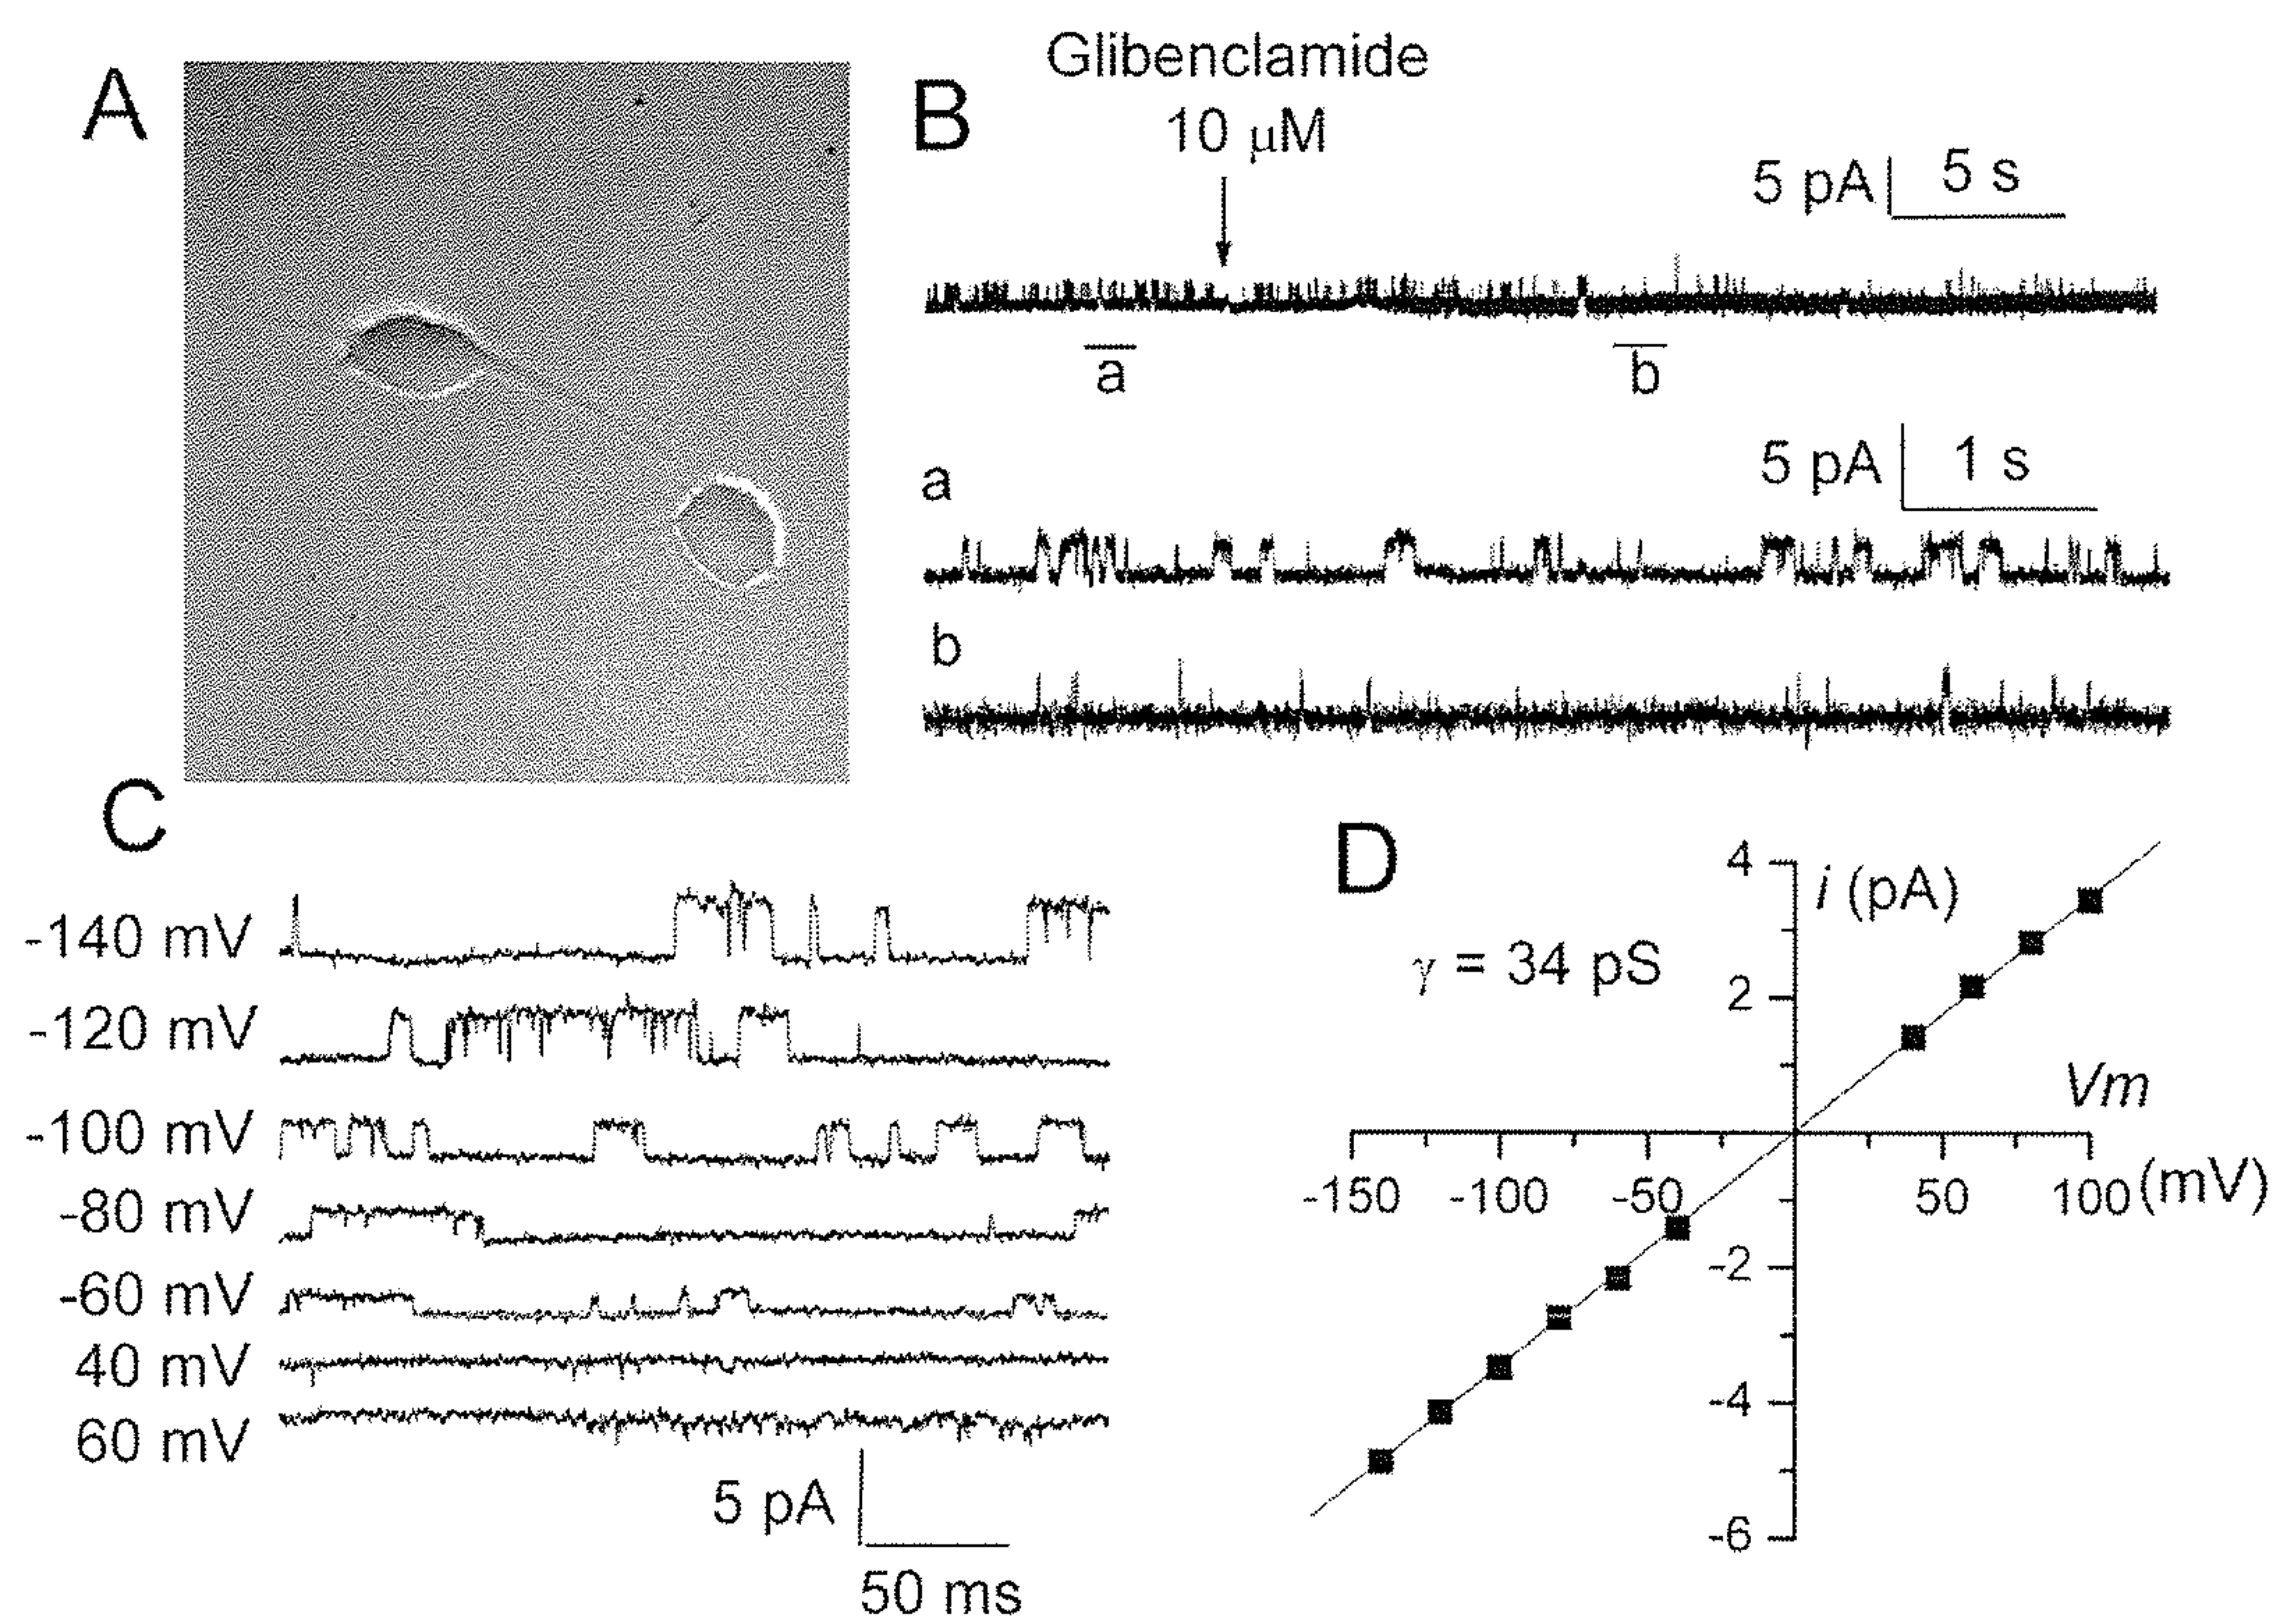 A
B
Glibenclamide
10 μM
5 pA
5 s
a
b
5 pA
1 s
a
b
C
-140 mV
-120 mV
-100 mV
-80 mV
-60 mV
40 mV
60 mV
5 pA
50 ms
D
γ = 34 pS
4
i (pA)
2
Vm
-150 -100 -50 50 100 (mV)
-2
-4
-6